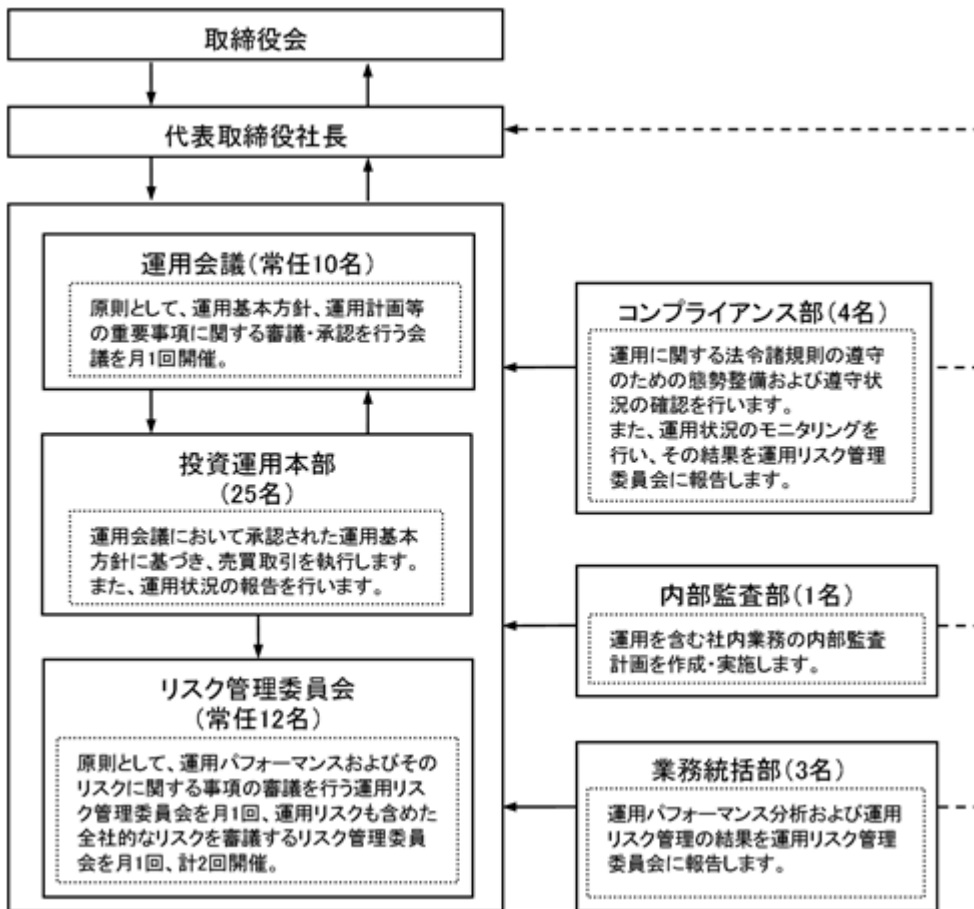 取締役会
代表取締役社長
運用会議(常任10名)
原則として、運用基本方針、運用計画等
の重要事項に関する審議・承認を行う会
議を月1回開催。
投資運用本部
(25名)
運用会議において承認された運用基本
方針に基づき、売買取引を執行します。
また、運用状況の報告を行います。
リスク管理委員会
(常任12名)
原則として、運用パフォーマンスおよびその
リスクに関する事項の審議を行う運用リス
ク管理委員会を月1回、運用リスクも含めた
全社的なリスクを審議するリスク管理委員
会を月1回、計2回開催。
コンプライアンス部(4名)
運用に関する法令諸規則の遵守
のための態勢整備および遵守状
況の確認を行います。
また、運用状況のモニタリングを
行い、その結果を運用リスク管理
委員会に報告します。
内部監査部(1名)
運用を含む社内業務の内部監査
計画を作成・実施します。
業務統括部(3名)
運用パフォーマンス分析および運用
リスク管理の結果を運用リスク管理
委員会に報告します。